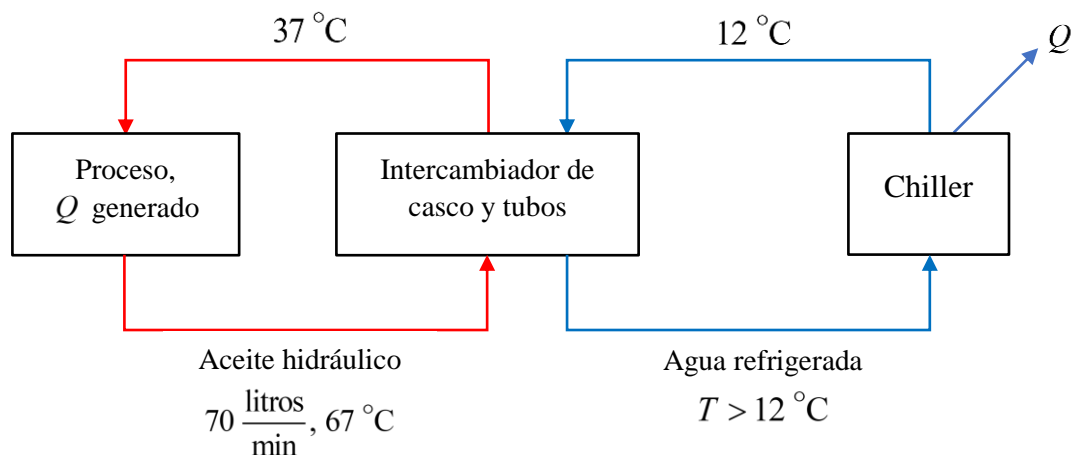 37 °C
12 °C
Q
Proceso,
Q generado
Intercambiador de
casco y tubos
Chiller
Aceite hidráulico
70 litros/min, 67 °C
Agua refrigerada
T > 12 °C